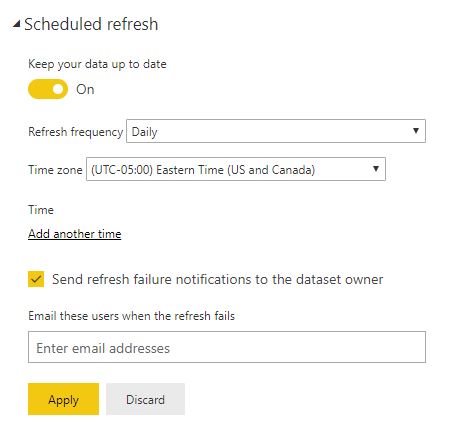 Scheduled refresh
Keep your data up to date
On
Refresh frequency Daily
Time zone (UTC-05:00) Eastern Time (US and Canada)
Time
Add another time
Send refresh failure notifications to the dataset owner
Email these users when the refresh fails
Enter email addresses
Apply Discard